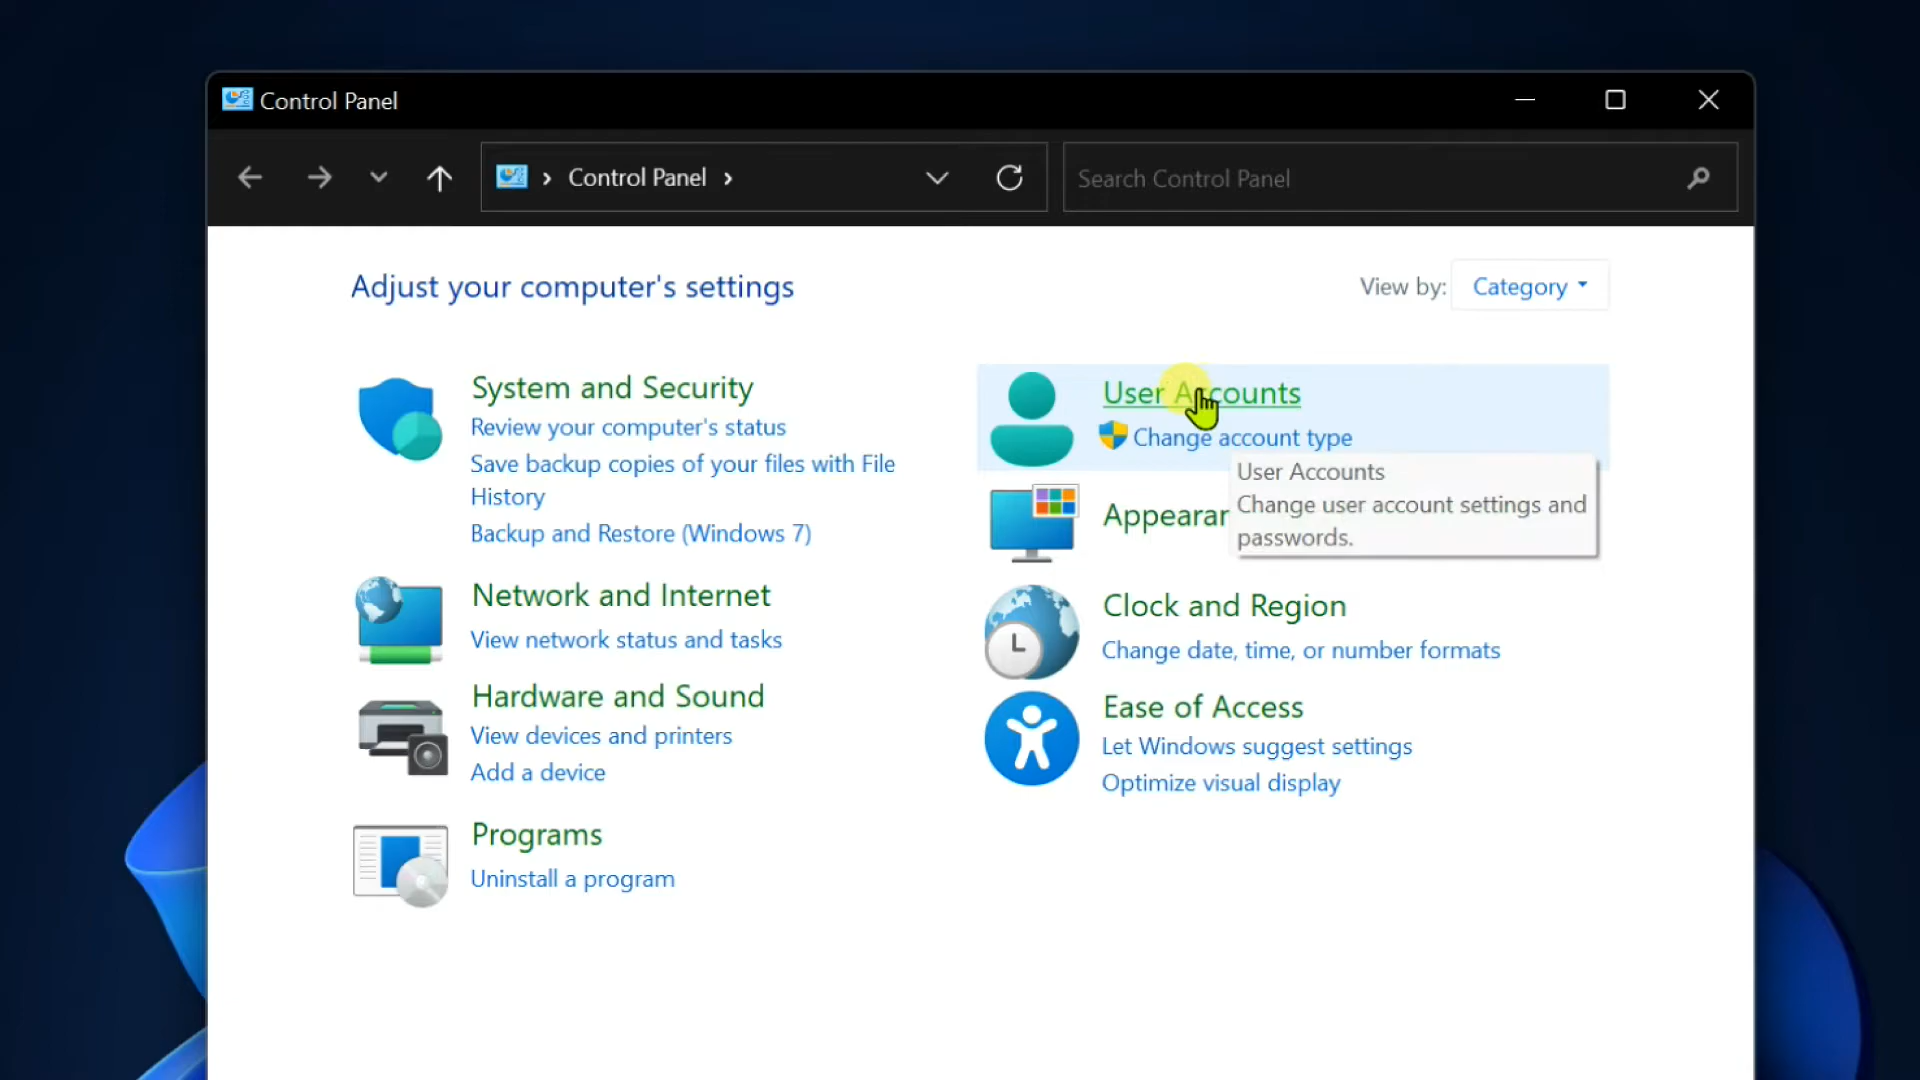 Control Panel
Control Panel
Search Control Panel
Adjust your computer's settings
View by: Category
System and Security
Review your computer's status
Save backup copies of your files with File
History
Backup and Restore (Windows 7)
Network and Internet
View network status and tasks
Hardware and Sound
View devices and printers
Add a device
Programs
Uninstall a program
User Accounts
Change account type
User Accounts
Change user account settings and
passwords.
Clock and Region
Change date, time, or number formats
Ease of Access
Let Windows suggest settings
Optimize visual display